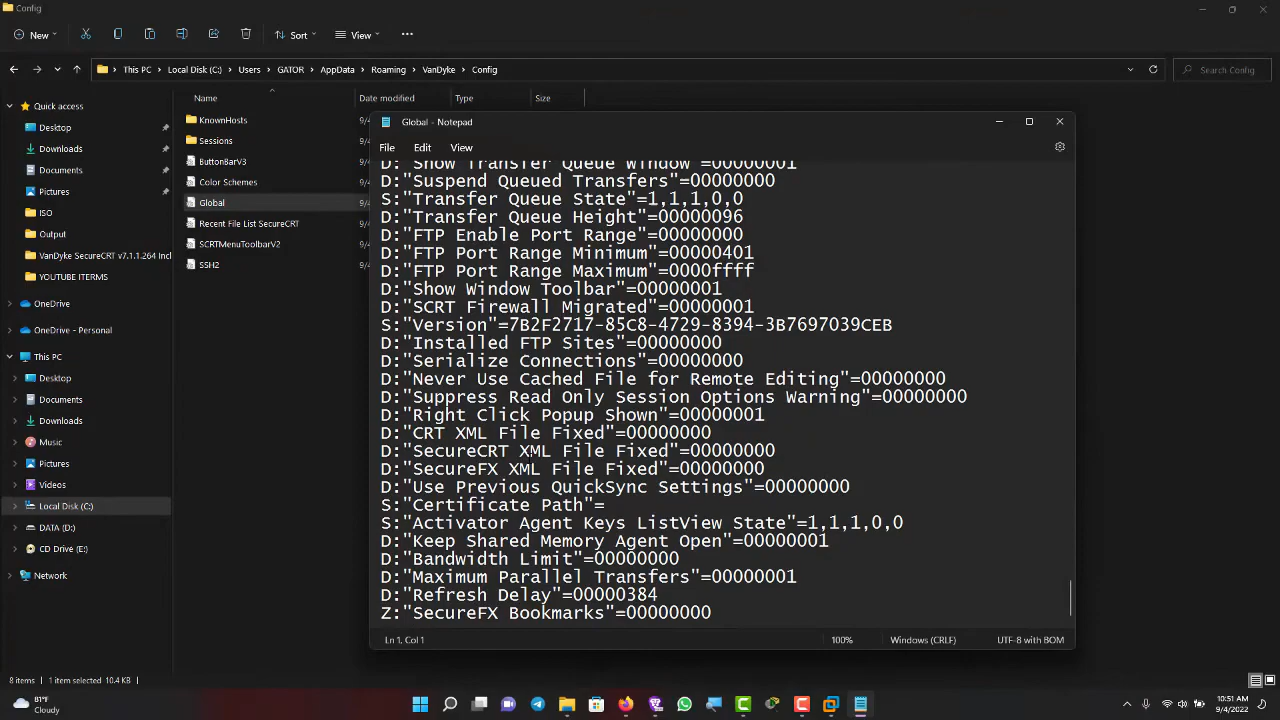 Config
New
Sort
View
This PC
Local Disk (C:)
Users
GATOR
AppData
Roaming
VanDyke
Config
Search Config
Name
Date modified
Type
Size
Quick access
Desktop
Downloads
Documents
Pictures
ISO
Output
VanDyke SecureCRT v7.1.1.264 Incl
YOUTUBE ITERMS
OneDrive
OneDrive - Personal
This PC
Desktop
Documents
Downloads
Music
Pictures
Videos
Local Disk (C:)
DATA (D:)
CD Drive (E:)
Network
KnownHosts
Sessions
ButtonBarV3
Color Schemes
Global
Recent File List SecureCRT
SCRTMenuToolbarV2
SSH2
Global - Notepad
File
Edit
View
D:"Show Transfer Queue Window"=00000001
D:"Suspend Queued Transfers"=00000000
S:"Transfer Queue State"=1,1,1,0,0
D:"Transfer Queue Height"=00000096
D:"FTP Enable Port Range"=00000000
D:"FTP Port Range Minimum"=00000401
D:"FTP Port Range Maximum"=0000ffff
D:"Show Window Toolbar"=00000001
D:"SCRT Firewall Migrated"=00000001
S:"Version"=7B2F2717-85C8-4729-8394-3B7697039CEB
D:"Installed FTP Sites"=00000000
D:"Serialize Connections"=00000000
D:"Never Use Cached File for Remote Editing"=00000000
D:"Suppress Read Only Session Options Warning"=00000000
D:"Right Click Popup Shown"=00000001
D:"CRT XML File Fixed"=00000000
D:"SecureCRT XML File Fixed"=00000000
D:"SecureFX XML File Fixed"=00000000
D:"Use Previous QuickSync Settings"=00000000
S:"Certificate Path"=
S:"Activator Agent Keys ListView State"=1,1,1,0,0
D:"Keep Shared Memory Agent Open"=00000001
D:"Bandwidth Limit"=00000000
D:"Maximum Parallel Transfers"=00000001
D:"Refresh Delay"=00000384
Z:"SecureFX Bookmarks"=00000000
Ln 1, Col 1
100%
Windows (CRLF)
UTF-8 with BOM
8 items
1 item selected 10.4 KB
81°F
Cloudy
10:51 AM
9/4/2022